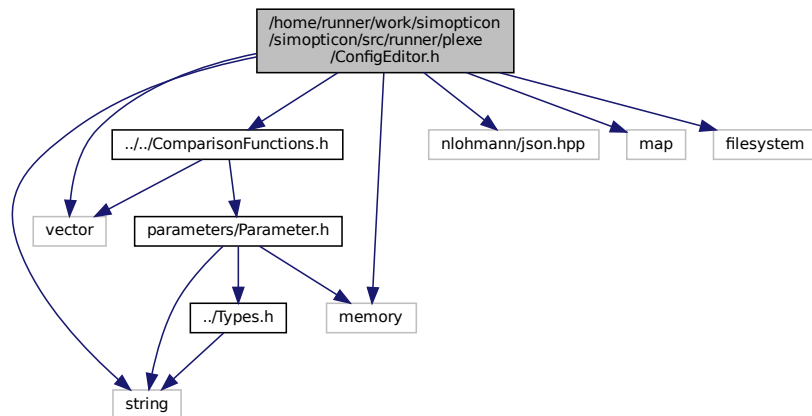 /home/runner/work/simopticon
/simopticon/src/runner/plexe
/ConfigEditor.h
../../ComparisonFunctions.h
nlohmann/json.hpp
map
filesystem
vector
parameters/Parameter.h
../Types.h
memory
string